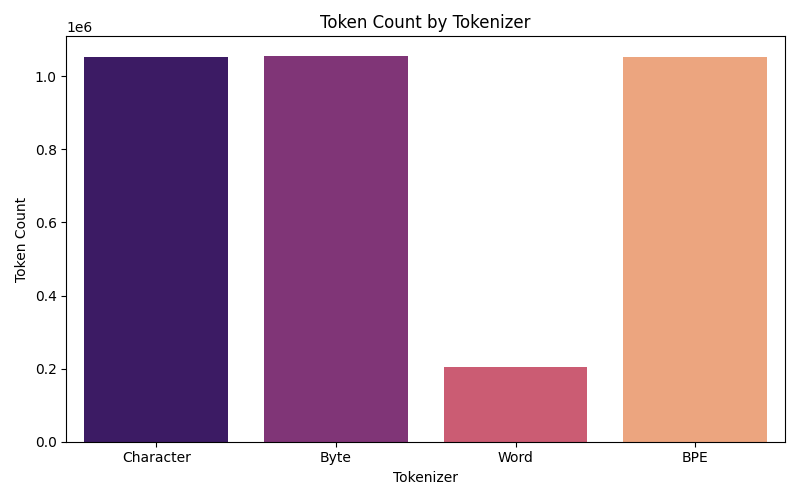 Token Count by Tokenizer
1e6
1.0
0.8
0.6
0.4
0.2
0.0
Token Count
Character Byte Word BPE
Tokenizer